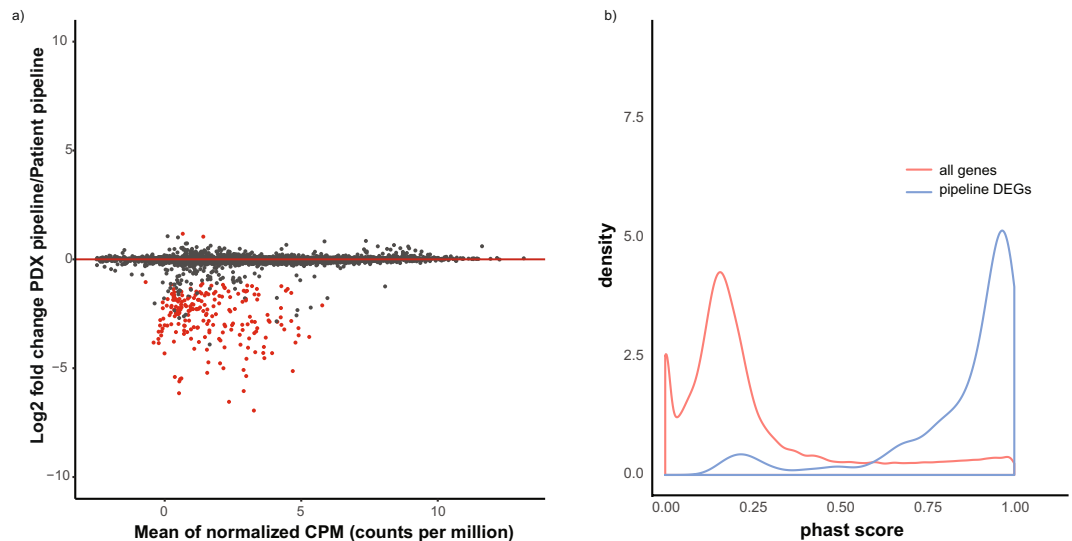 a)
Log2 fold change PDX pipeline/Patient pipeline
10
5
0
−5
−10
0
5
10
Mean of normalized CPM (counts per million)
b)
density
7.5
5.0
2.5
0.0
all genes
pipeline DEGs
0.00
0.25
0.50
0.75
1.00
phast score